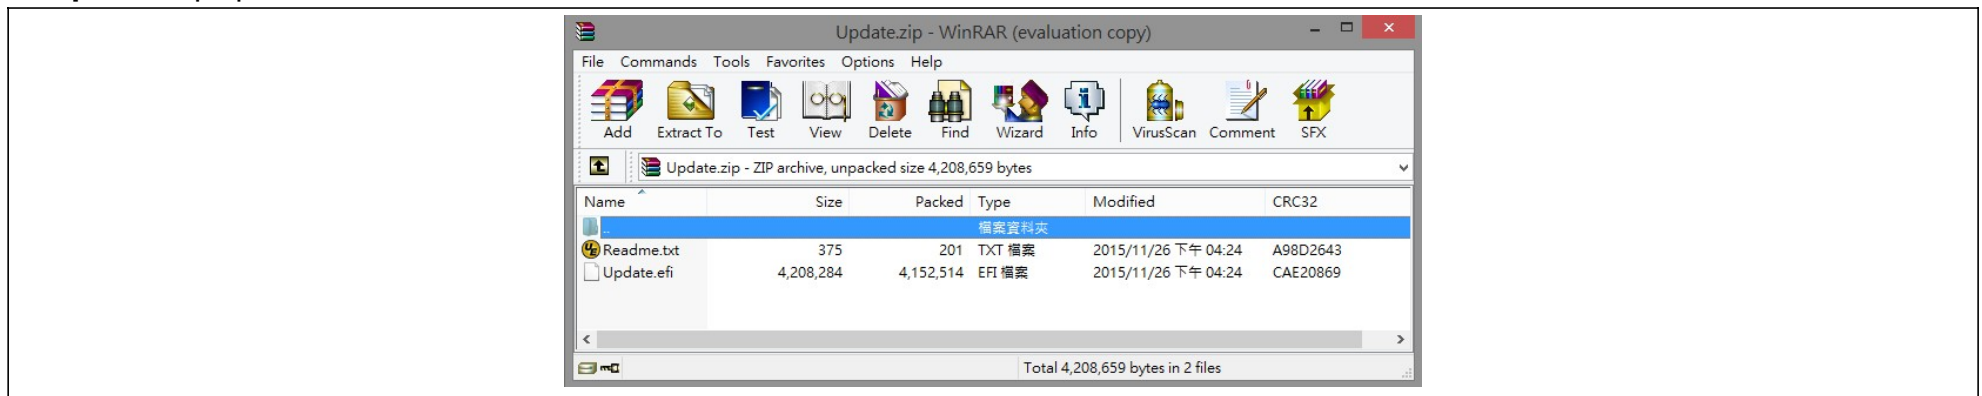 Update.zip - WinRAR (evaluation copy)
File Commands Tools Favorites Options Help
Add Extract To Test View Delete Find Wizard Info VirusScan Comment SFX
Update.zip - ZIP archive, unpacked size 4,208,659 bytes
Name Size Packed Type Modified CRC32
.. 檔案資料夾
Readme.txt 375 201 TXT 檔案 2015/11/26 下午 04:24 A98D2643
Update.efi 4,208,284 4,152,514 EFI 檔案 2015/11/26 下午 04:24 CAE20869
Total 4,208,659 bytes in 2 files